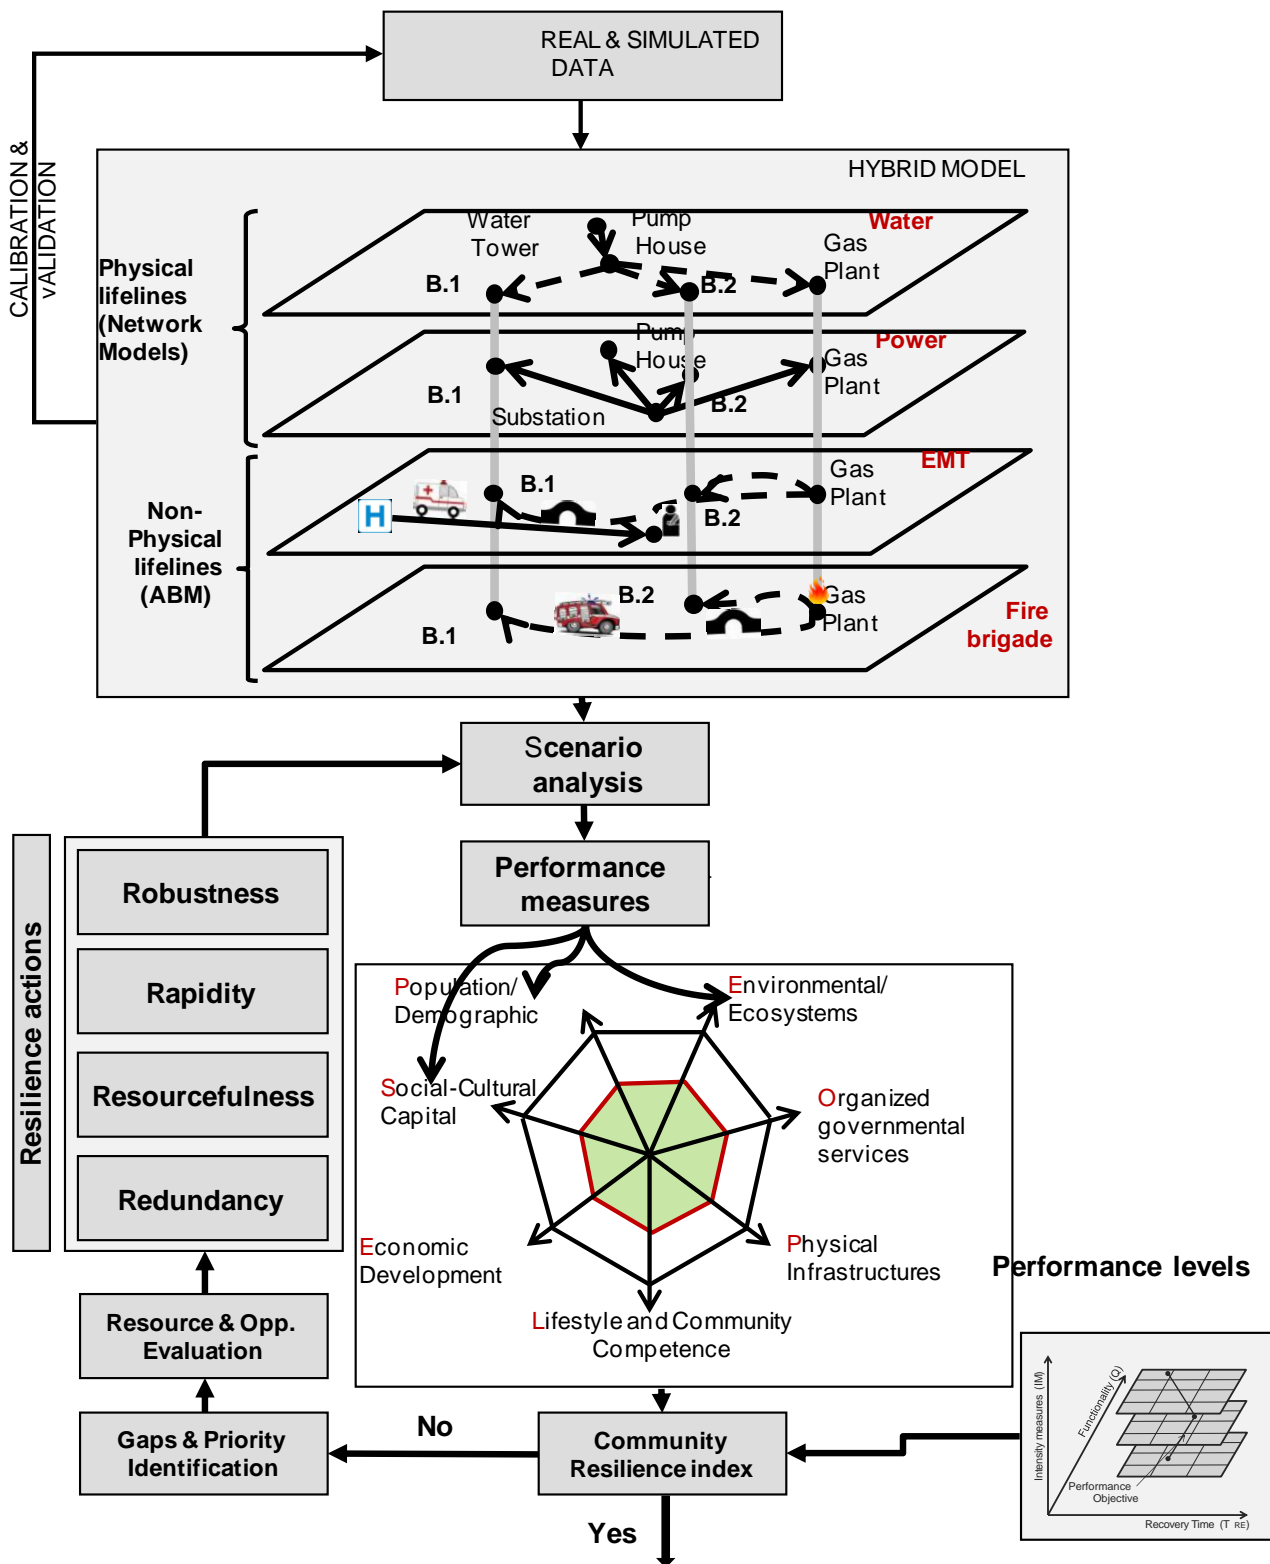 REAL & SIMULATED
DATA
CALIBRATION &
vALIDATION
HYBRID MODEL
Physical
lifelines
(Network
Models)
Water
Tower
Pump
House
Water
Gas
Plant
B.1
B.2
Pump
House
Power
Gas
Plant
B.1
B.2
Substation
Non-
Physical
lifelines
(ABM)
EMT
Gas
Plant
B.1
B.2
H
B.2
B.1
Gas
Plant
Fire
brigade
Scenario
analysis
Performance
measures
Resilience actions
Robustness
Rapidity
Resourcefulness
Redundancy
Population/
Demographic
Environmental/
Ecosystems
Social-Cultural
Capital
Organized
governmental
services
Economic
Development
Physical
Infrastructures
Lifestyle and Community
Competence
Performance levels
Resource & Opp.
Evaluation
Gaps & Priority
Identification
No
Community
Resilience index
Yes
Intensity measures (IM)
Functionality (Q)
Performance
Objective
Recovery Time (T RE)